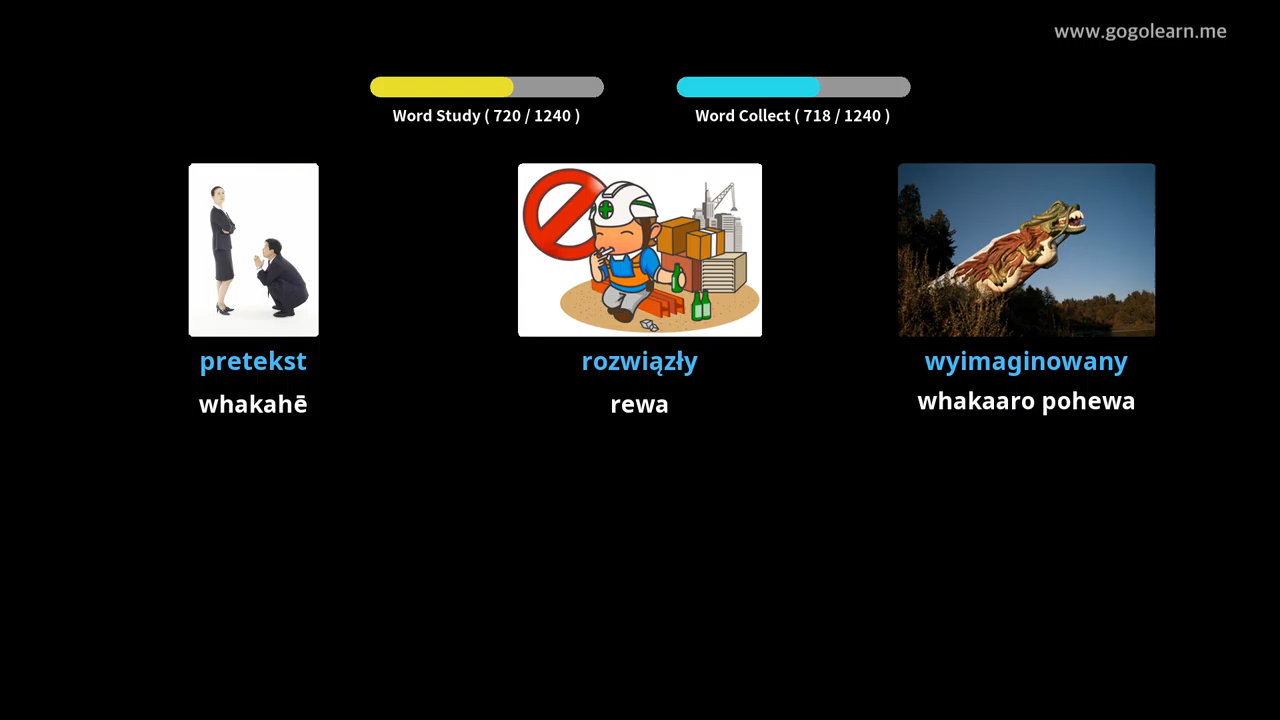 www.gogolearn.me
Word Study ( 720 / 1240 )
Word Collect ( 718 / 1240 )
pretekst
rozwiązły
wyimaginowany
whakahē
rewa
whakaaro pohewa